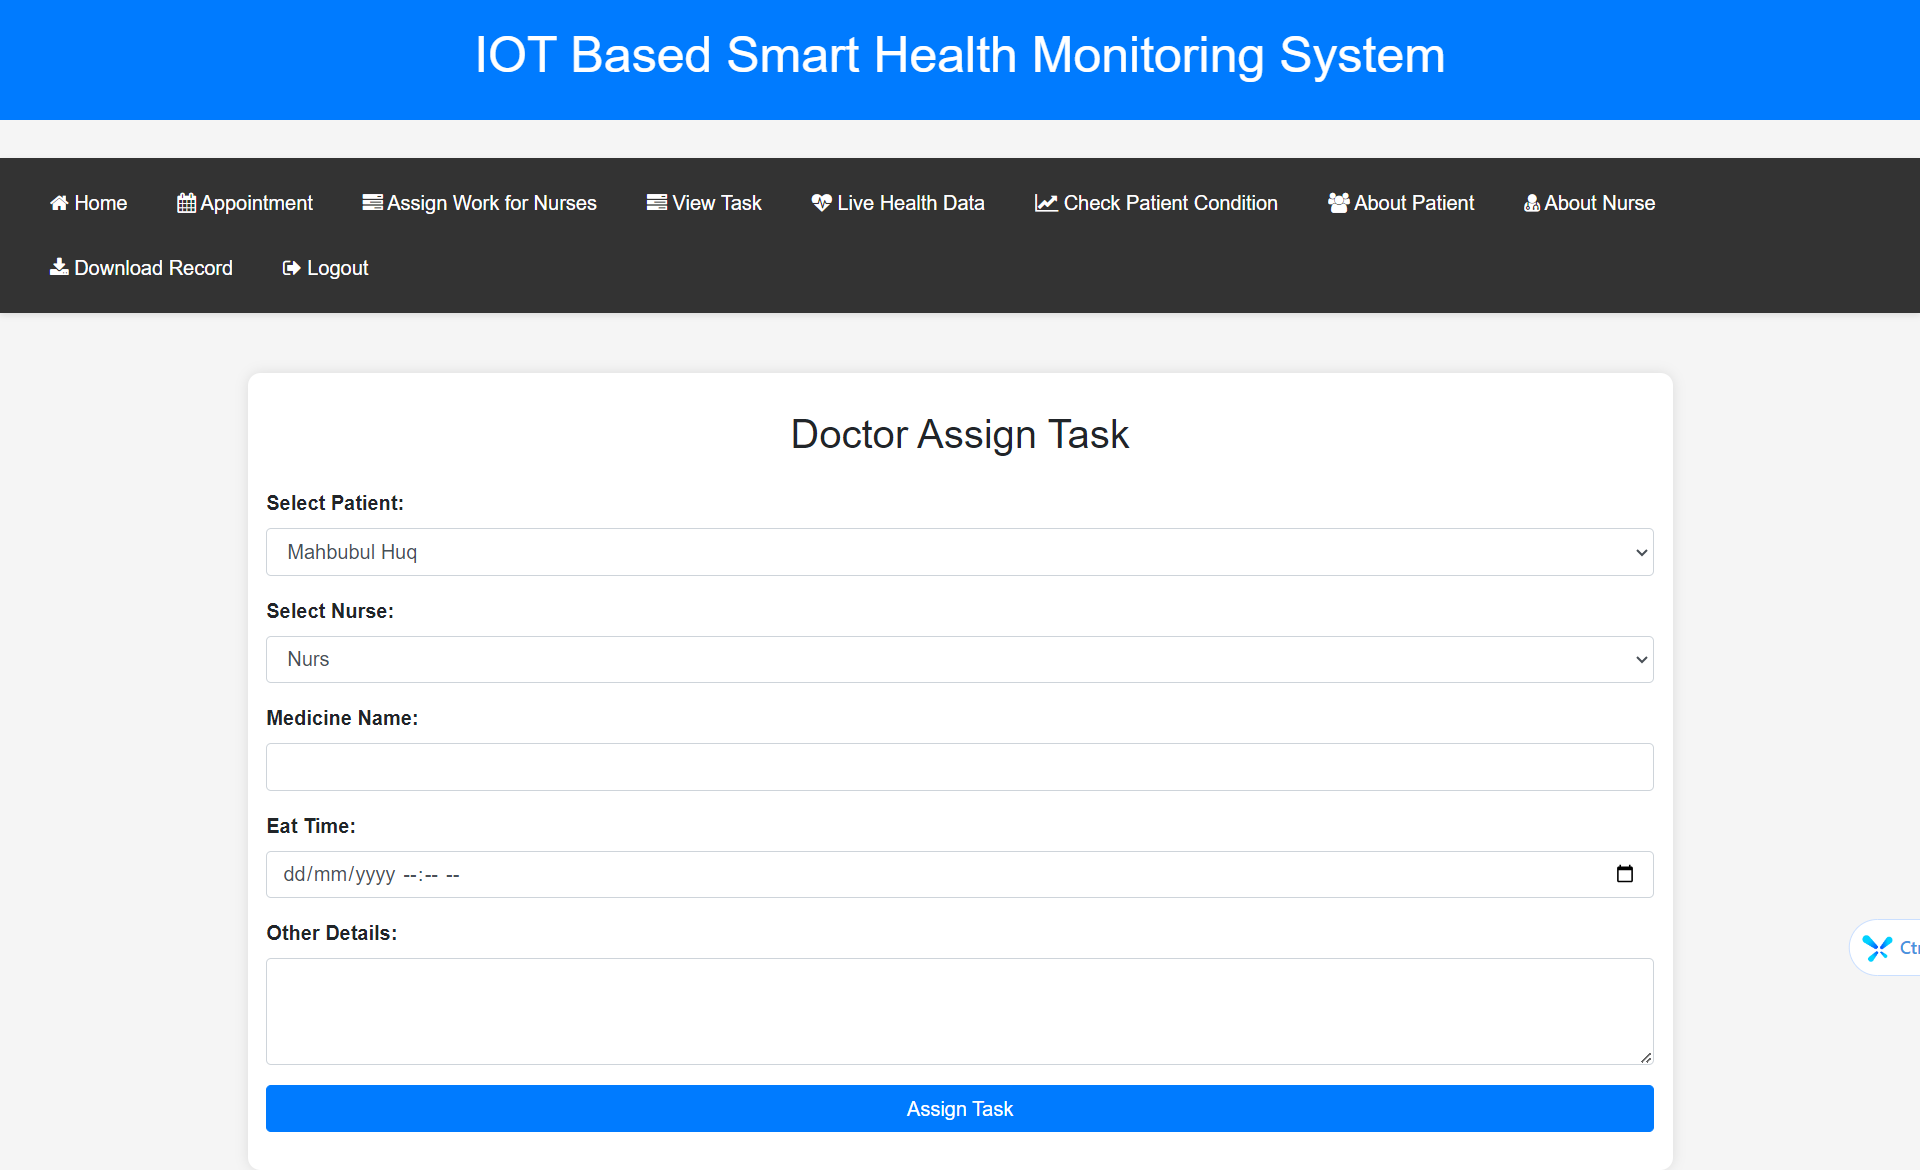 IOT Based Smart Health Monitoring System
Home Appointment Assign Work for Nurses View Task Live Health Data Check Patient Condition About Patient About Nurse
Download Record Logout
Doctor Assign Task
Select Patient:
Mahbubul Huq
Select Nurse:
Nurs
Medicine Name:
Eat Time:
dd/mm/yyyy --:-- --
Other Details:
Assign Task